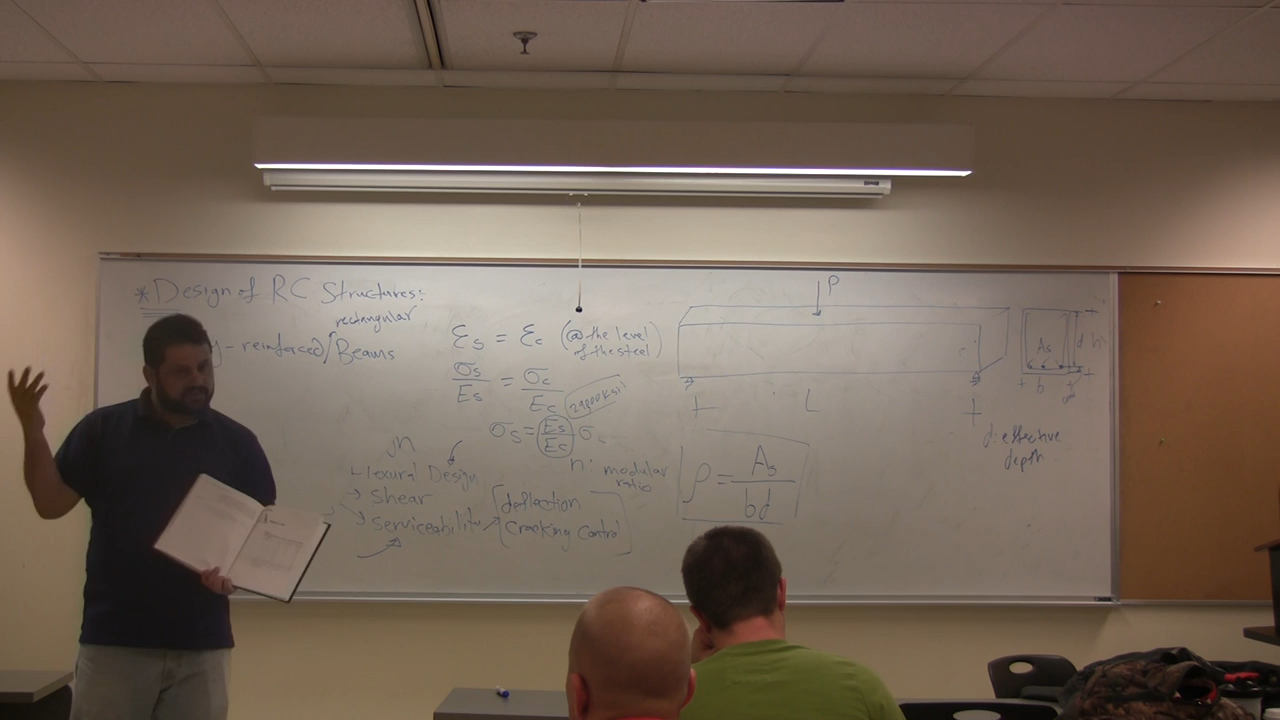 *Design of RC Structures:
rectangular
y-reinforced/Beams
εs = εc (@ the level
of the steel)
σs/Es = σc/Ec
29000 ksi
σs = Es/Ec σc
n: modular
ratio
Flexural Design
→ Shear
→ Serviceability
deflection
Cracking Control
P
L
ρ = As/bd
As
d
h
b
d: effective
depth